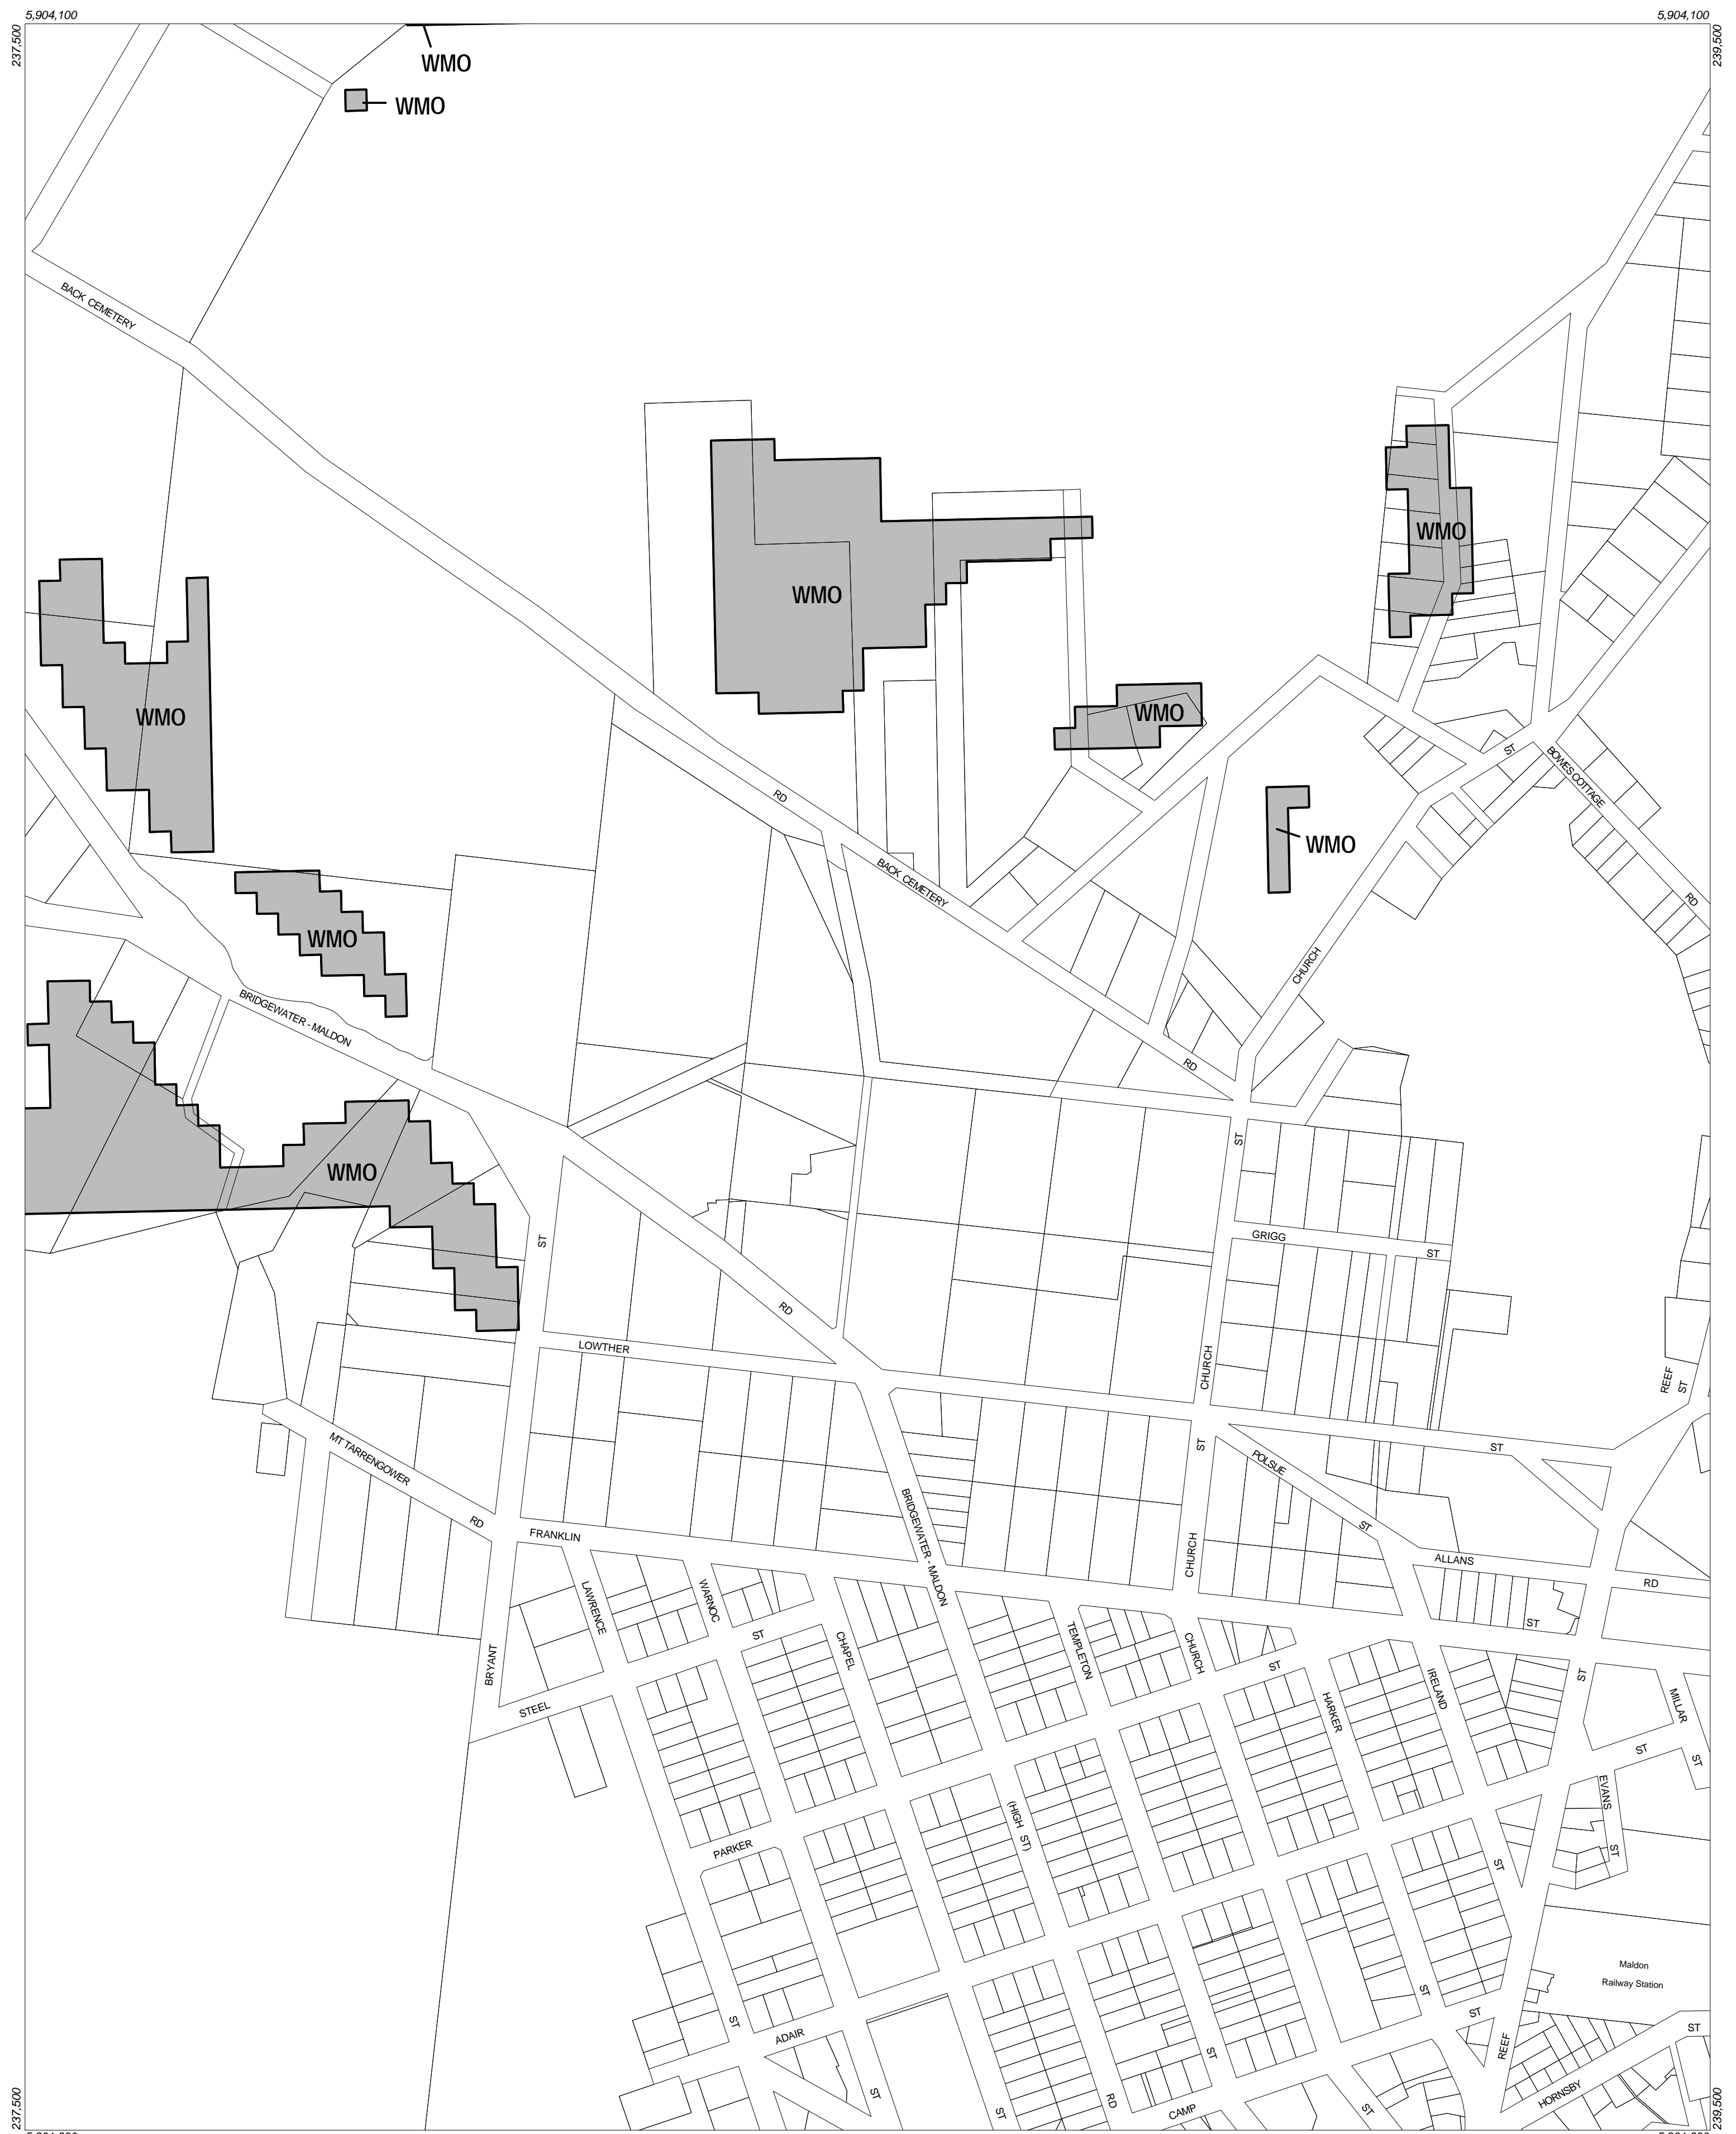 5,904,100
5,904,100
237,500
239,500
WMO
WMO
BACK CEMETERY
WMO
WMO
WMO
WMO
ST
BOWES COTTAGE
RD
WMO
BACK CEMETERY
RD
WMO
CHURCH
BRIDGEWATER - MALDON
RD
WMO
ST
ST
GRIGG
ST
RD
LOWTHER
CHURCH
REEF
ST
MT TARRENGOWER
RD
ST
POLSUE
ST
ST
BRIDGEWATER - MALDON
FRANKLIN
CHURCH
ALLANS
RD
LAWRENCE
WARNOC
ST
CHAPEL
TEMPLETON
CHURCH
ST
ST
BRYANT
STEEL
HARKER
IRELAND
ST
MILLAR
ST
ST
EVANS
ST
(HIGH ST)
PARKER
ST
Maldon
Railway Station
ST
ST
ST
ADAIR
ST
REEF
ST
ST
ST
RD
CAMP
ST
ST
HORNSBY
237,500
239,500